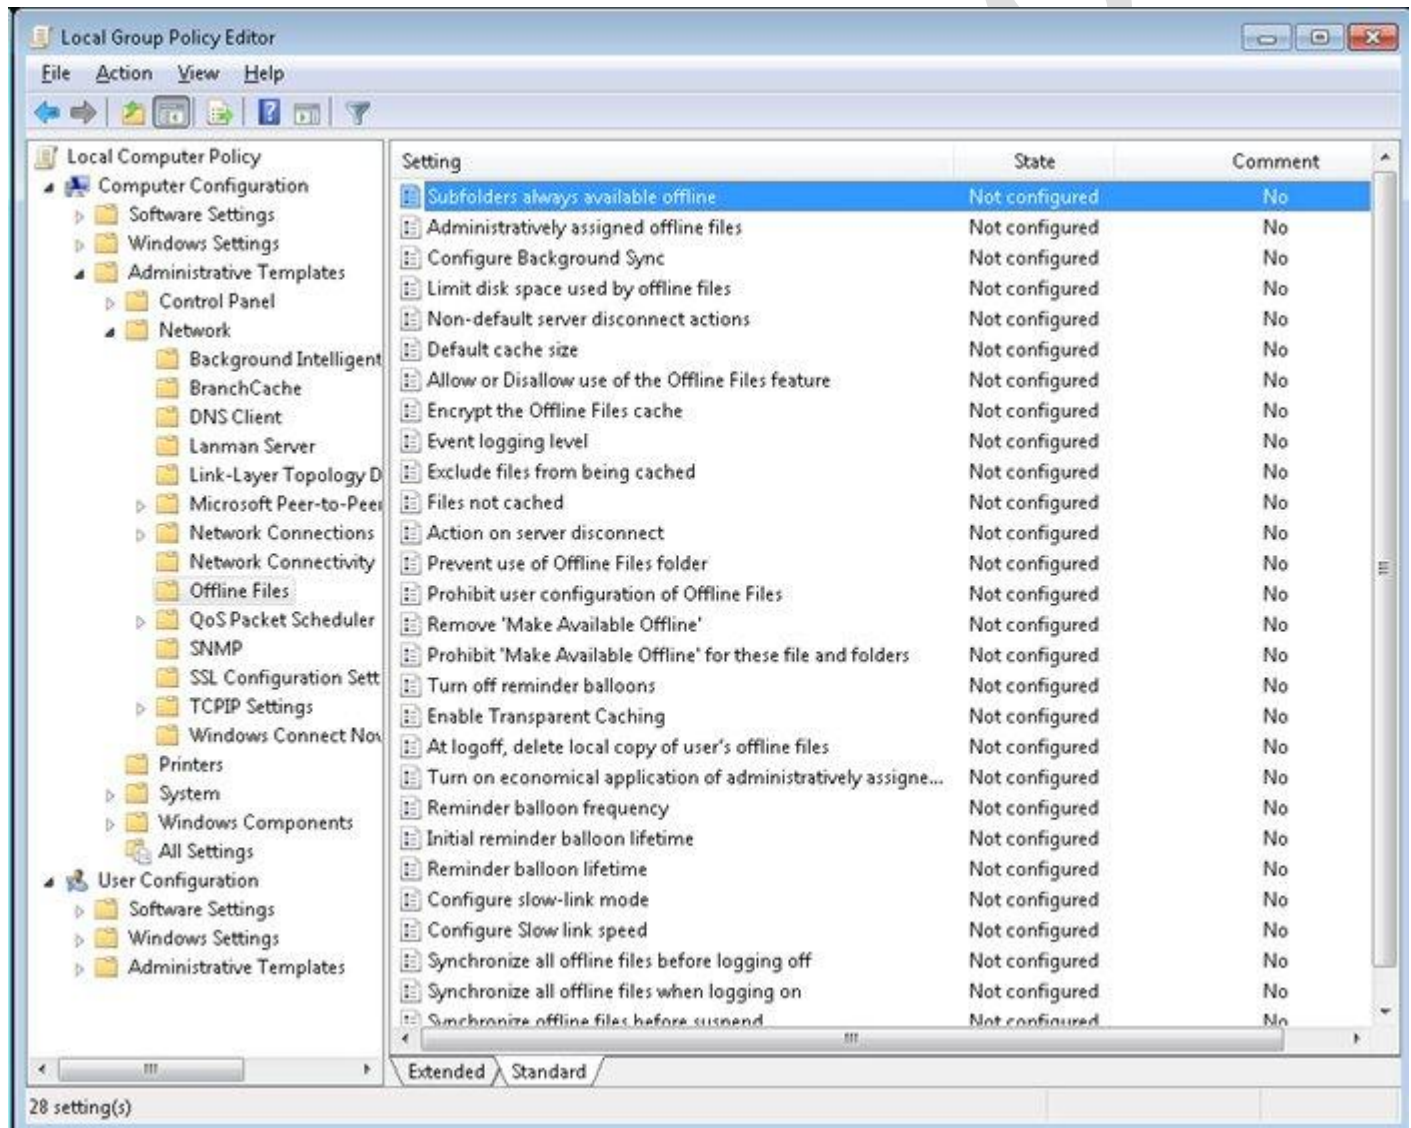 Local Group Policy Editor
File Action View Help
Local Computer Policy
Computer Configuration
Software Settings
Windows Settings
Administrative Templates
Control Panel
Network
Background Intelligent
BranchCache
DNS Client
Lanman Server
Link-Layer Topology D
Microsoft Peer-to-Peer
Network Connections
Network Connectivity
Offline Files
QoS Packet Scheduler
SNMP
SSL Configuration Sett
TCPIP Settings
Windows Connect Nov
Printers
System
Windows Components
All Settings
User Configuration
Software Settings
Windows Settings
Administrative Templates
Setting State Comment
Subfolders always available offline Not configured No
Administratively assigned offline files Not configured No
Configure Background Sync Not configured No
Limit disk space used by offline files Not configured No
Non-default server disconnect actions Not configured No
Default cache size Not configured No
Allow or Disallow use of the Offline Files feature Not configured No
Encrypt the Offline Files cache Not configured No
Event logging level Not configured No
Exclude files from being cached Not configured No
Files not cached Not configured No
Action on server disconnect Not configured No
Prevent use of Offline Files folder Not configured No
Prohibit user configuration of Offline Files Not configured No
Remove 'Make Available Offline' Not configured No
Prohibit 'Make Available Offline' for these file and folders Not configured No
Turn off reminder balloons Not configured No
Enable Transparent Caching Not configured No
At logoff, delete local copy of user's offline files Not configured No
Turn on economical application of administratively assigne... Not configured No
Reminder balloon frequency Not configured No
Initial reminder balloon lifetime Not configured No
Reminder balloon lifetime Not configured No
Configure slow-link mode Not configured No
Configure Slow link speed Not configured No
Synchronize all offline files before logging off Not configured No
Synchronize all offline files when logging on Not configured No
Synchronize offline files before suspend Not configured No
Extended Standard
28 setting(s)